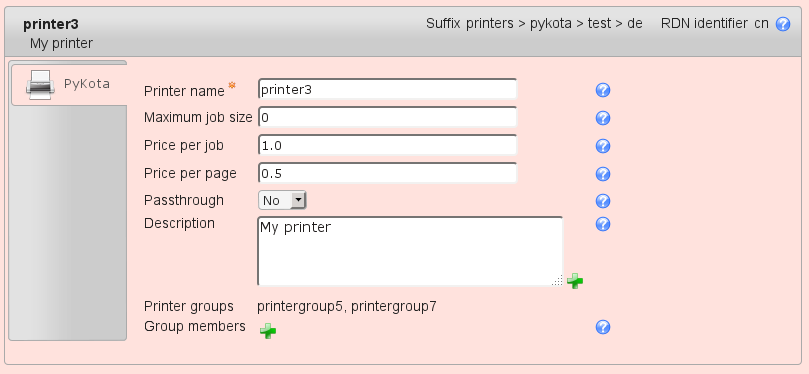 printer3
Suffix printers > pykota > test > de RDN identifier cn ?
My printer
PyKota
Printer name * printer3 ?
Maximum job size 0 ?
Price per job 1.0 ?
Price per page 0.5 ?
Passthrough No ?
Description My printer ?
Printer groups printergroup5, printergroup7
Group members ?